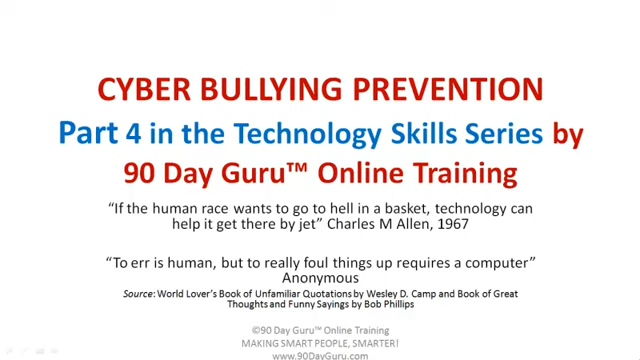 CYBER BULLYING PREVENTION
Part 4 in the Technology Skills Series by
90 Day Guru™ Online Training
“If the human race wants to go to hell in a basket, technology can
help it get there by jet” Charles M Allen, 1967
“To err is human, but to really foul things up requires a computer”
Anonymous
Source: World Lover’s Book of Unfamiliar Quotations by Wesley D. Camp and Book of Great
Thoughts and Funny Sayings by Bob Phillips
©90 Day Guru™ Online Training
MAKING SMART PEOPLE, SMARTER!
www.90DayGuru.com